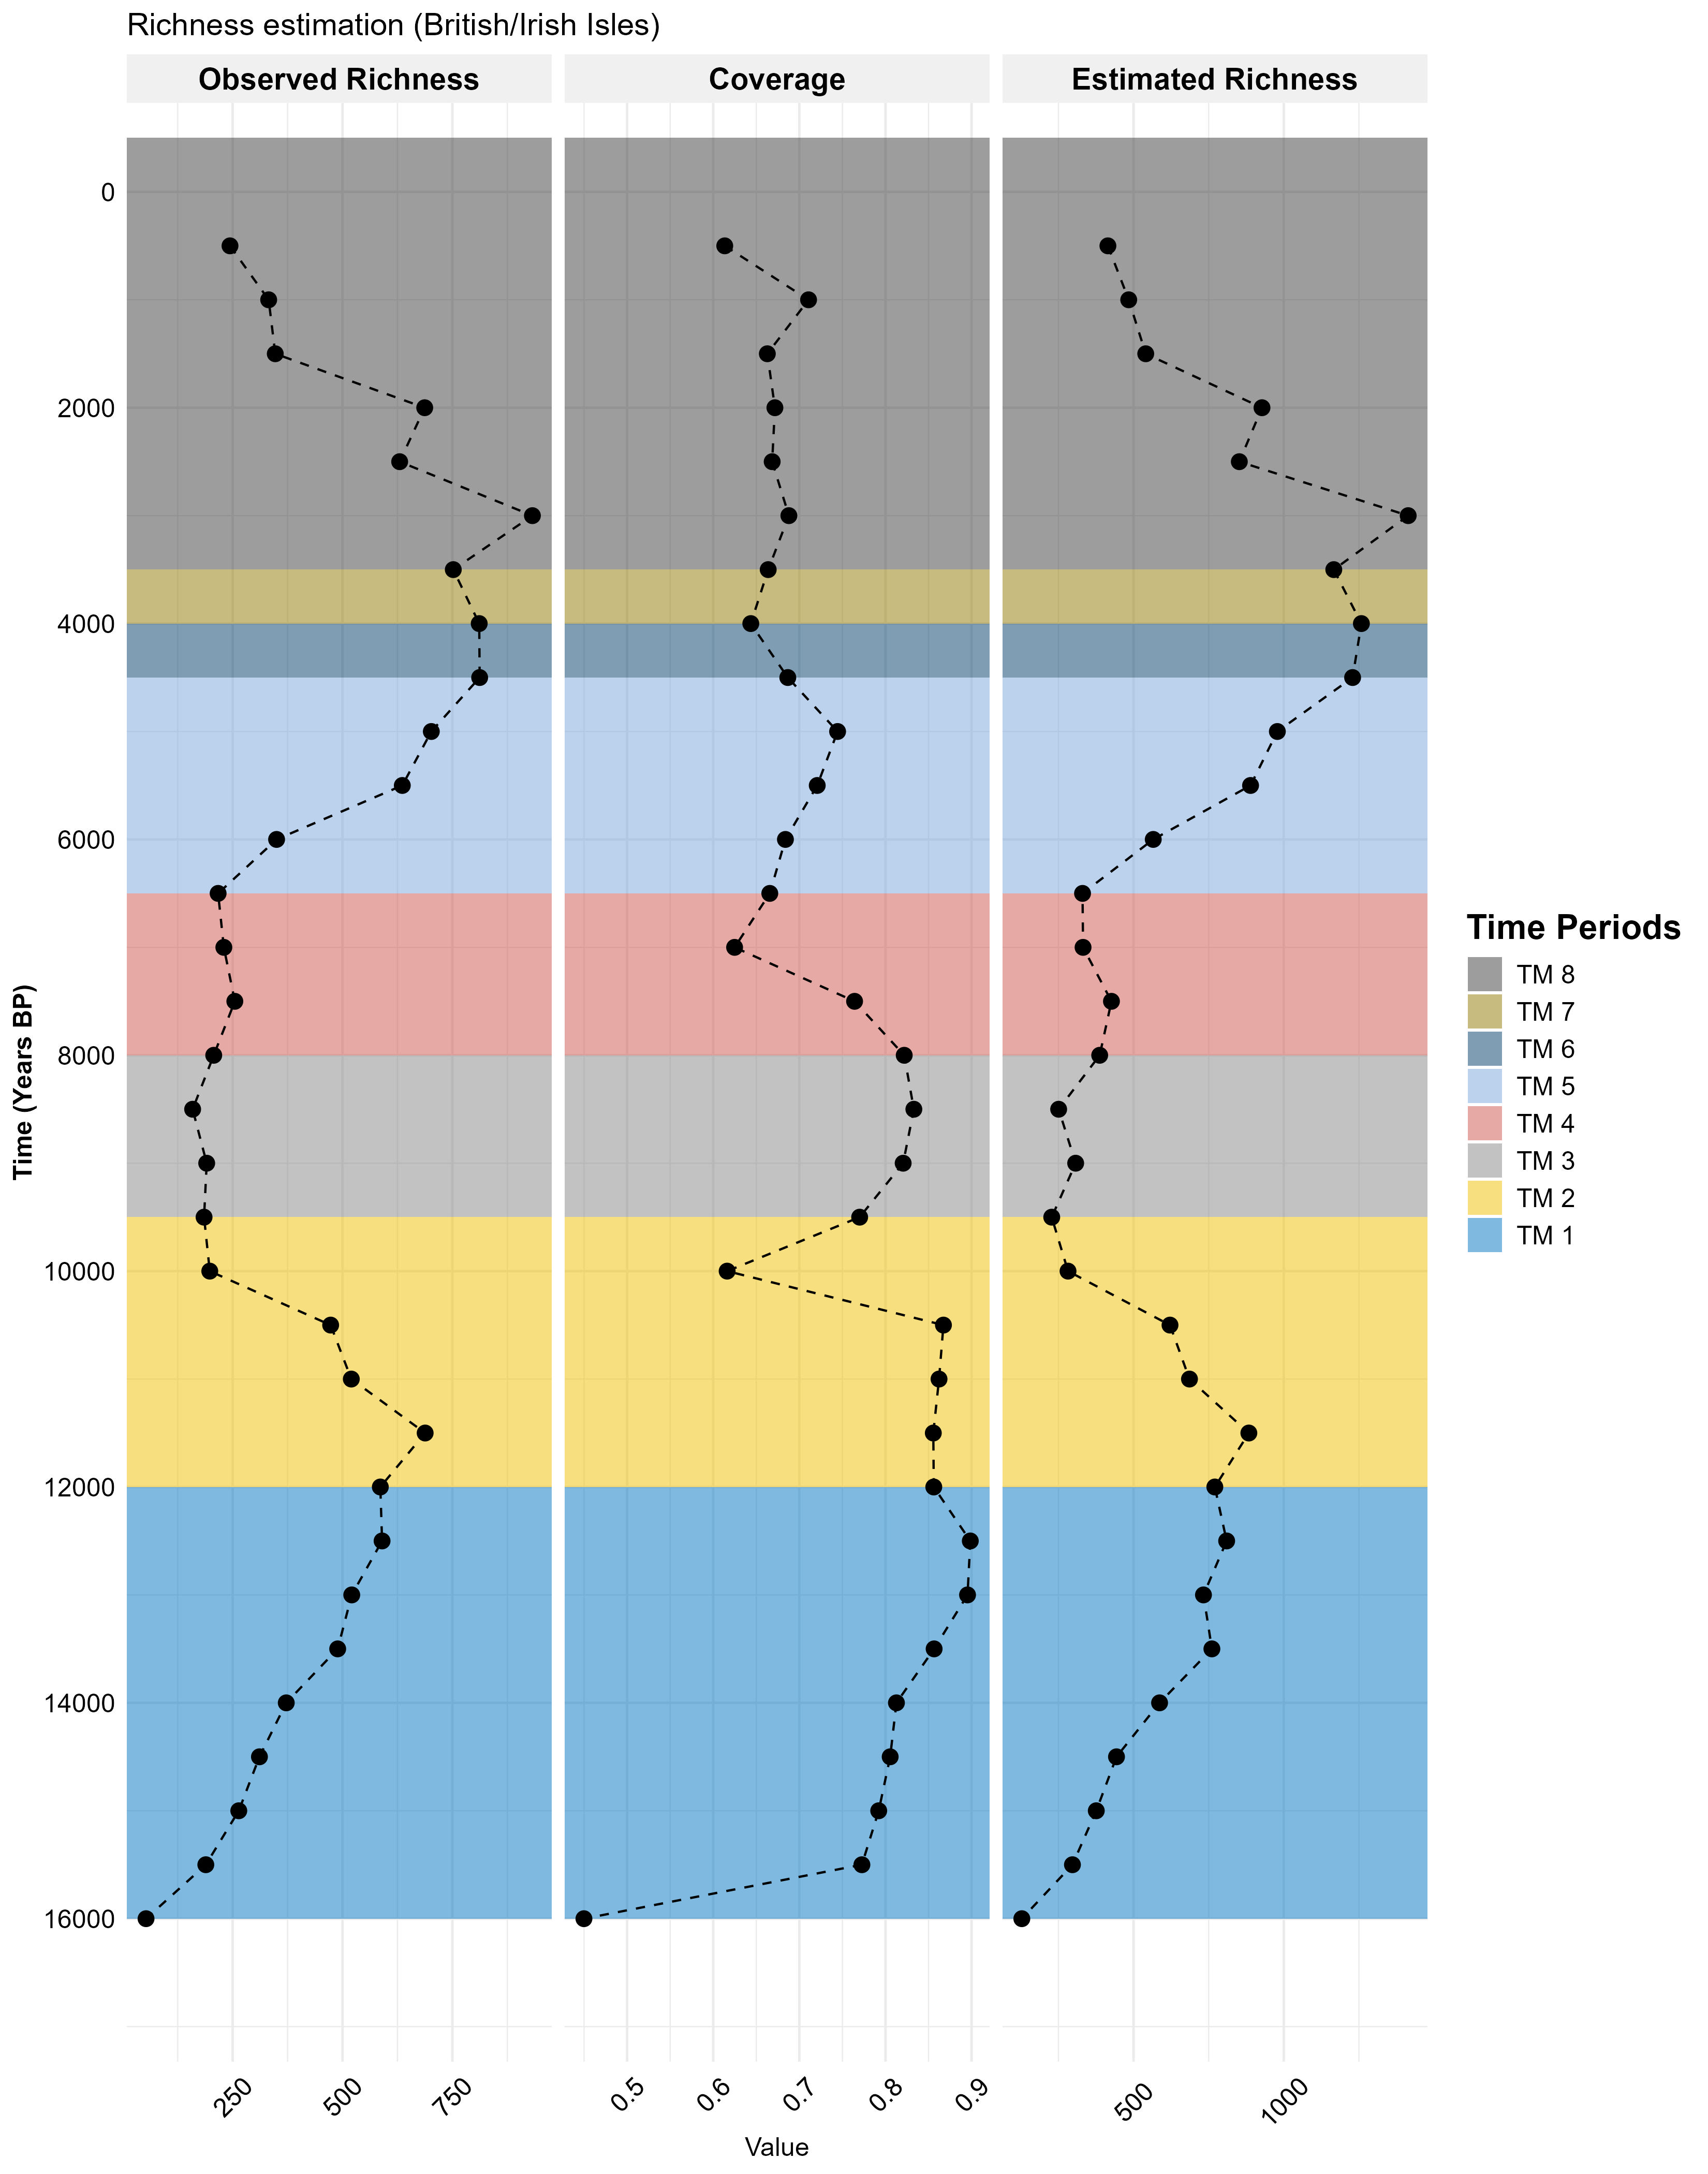 Richness estimation (British/Irish Isles)
Observed Richness
Coverage
Estimated Richness
0
2000
4000
6000
8000
10000
12000
14000
16000
Time (Years BP)
250
500
750
0.5
0.6
0.7
0.8
0.9
500
1000
Value
Time Periods
TM 8
TM 7
TM 6
TM 5
TM 4
TM 3
TM 2
TM 1